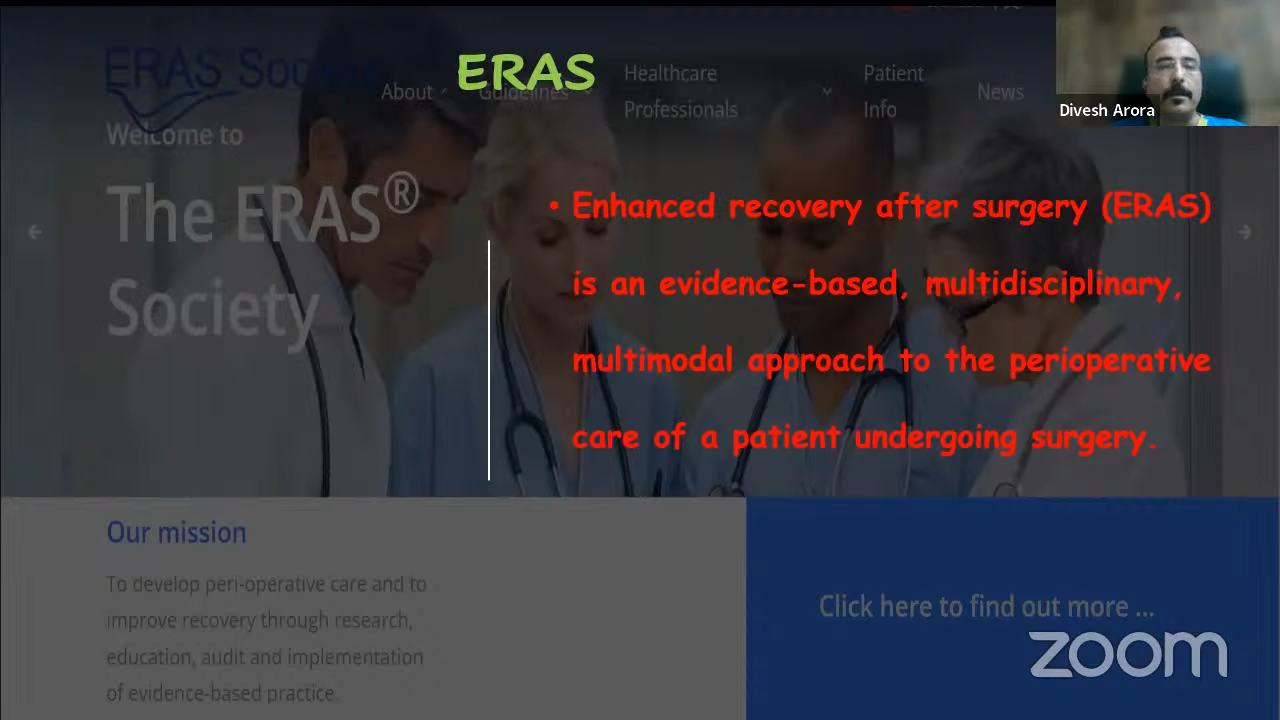 ERAS
ERAS Society
About
Guidelines
Healthcare
Professionals
Patient
Info
News
Divesh Arora
Welcome to
The ERAS®
Society
• Enhanced recovery after surgery (ERAS)
is an evidence-based, multidisciplinary,
multimodal approach to the perioperative
care of a patient undergoing surgery.
Our mission
To develop peri-operative care and to
improve recovery through research,
education, audit and implementation
of evidence-based practice.
Click here to find out more ...
zoom